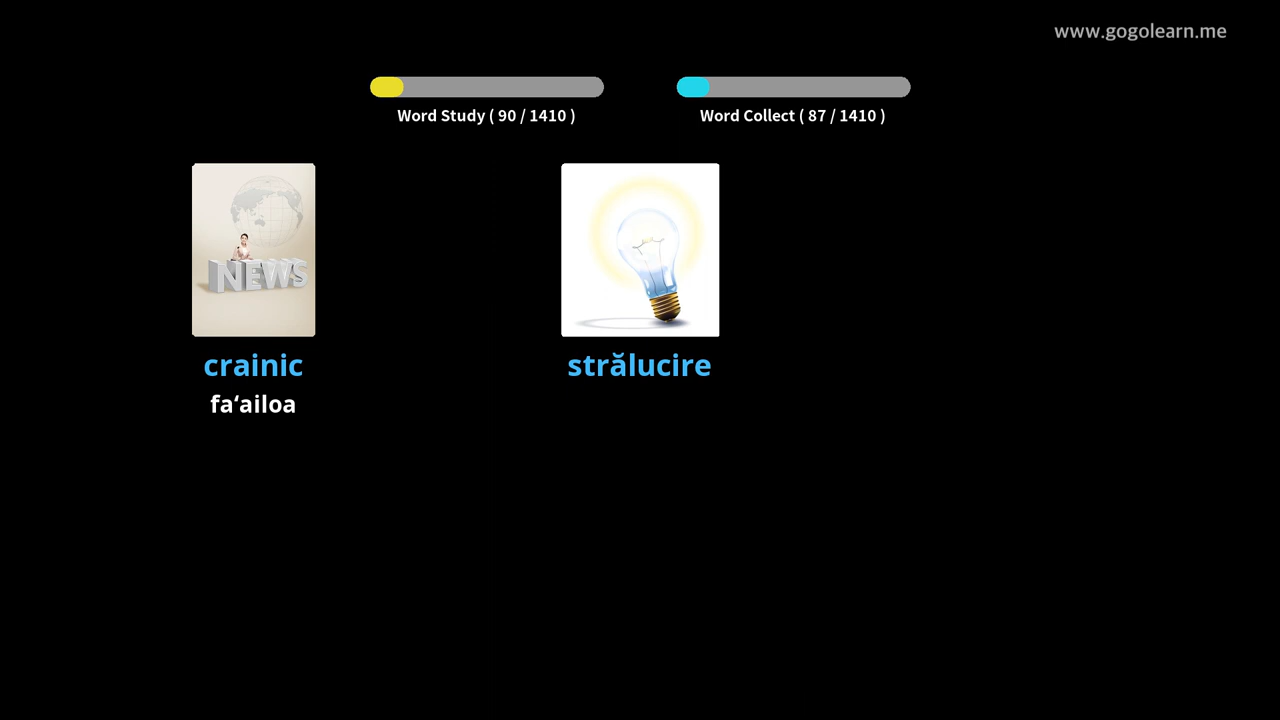 www.gogolearn.me
Word Study ( 90 / 1410 )
Word Collect ( 87 / 1410 )
NEWS
crainic
strălucire
fa‘ailoa